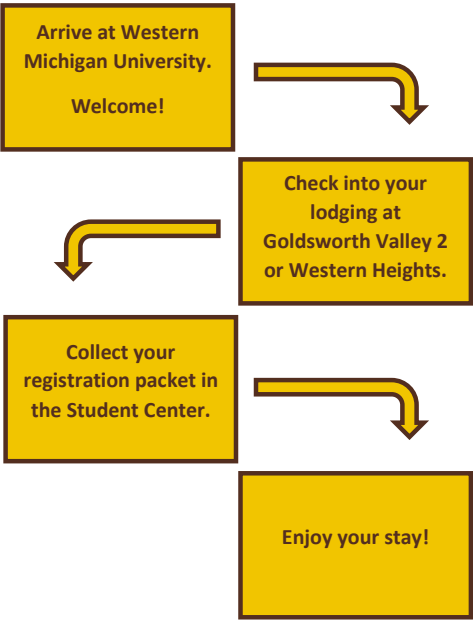 Arrive at Western
Michigan University.
Welcome!
Check into your
lodging at
Goldsworth Valley 2
or Western Heights.
Collect your
registration packet in
the Student Center.
Enjoy your stay!